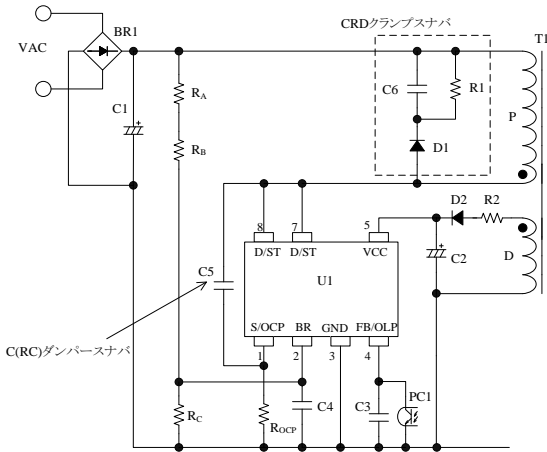 CRDクランプスナバ
T1
BR1
VAC
C1
RA
RB
C6
R1
D1
P
D2
R2
8
7
5
D/ST
D/ST
VCC
C2
D
C5
U1
C(RC)ダンパースナバ
S/OCP
BR
GND
FB/OLP
1
2
3
4
PC1
RC
ROCP
C4
C3